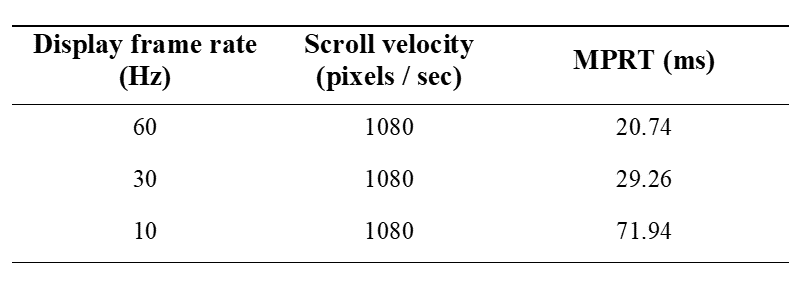 Display frame rate (Hz) Scroll velocity (pixels / sec) MPRT (ms)
60 1080 20.74
30 1080 29.26
10 1080 71.94